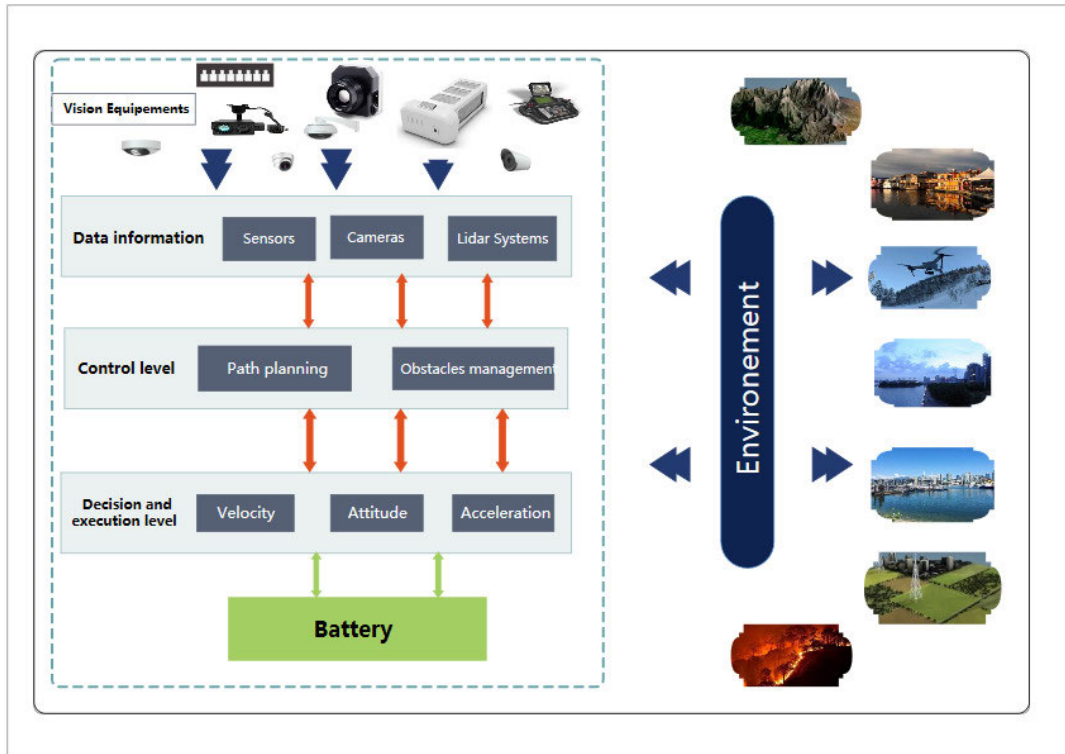 Vision Equipements
Data information
Sensors
Cameras
Lidar Systems
Control level
Path planning
Obstacles management
Decision and
execution level
Velocity
Attitude
Acceleration
Battery
Environement